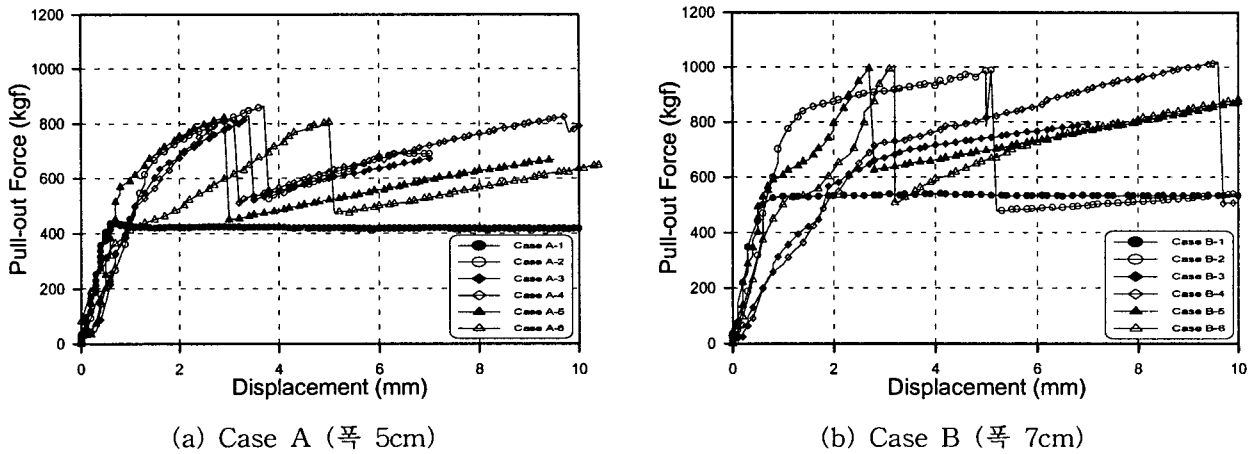 1200
1000
800
600
400
200
0
Pull-out Force (kgf)
0 2 4 6 8 10
Displacement (mm)
Case A-1
Case A-2
Case A-3
Case A-4
Case A-5
Case A-6
(a) Case A (폭 5cm)
1200
1000
800
600
400
200
0
Pull-out Force (kgf)
0 2 4 6 8 10
Displacement (mm)
Case B-1
Case B-2
Case B-3
Case B-4
Case B-5
Case B-6
(b) Case B (폭 7cm)